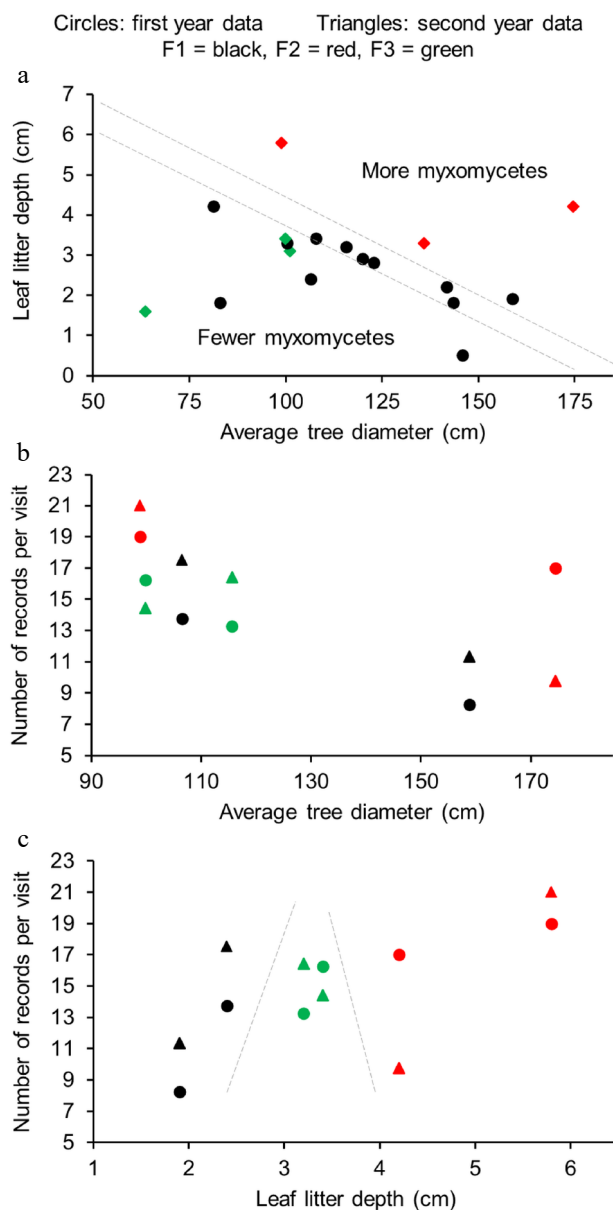 Circles: first year data Triangles: second year data
F1 = black, F2 = red, F3 = green
a
7
6
5
4
3
2
1
0
Leaf litter depth (cm)
More myxomycetes
Fewer myxomycetes
50 75 100 125 150 175
Average tree diameter (cm)
b
23
21
19
17
15
13
11
9
7
5
Number of records per visit
90 110 130 150 170
Average tree diameter (cm)
c
23
21
19
17
15
13
11
9
7
5
Number of records per visit
1 2 3 4 5 6
Leaf litter depth (cm)